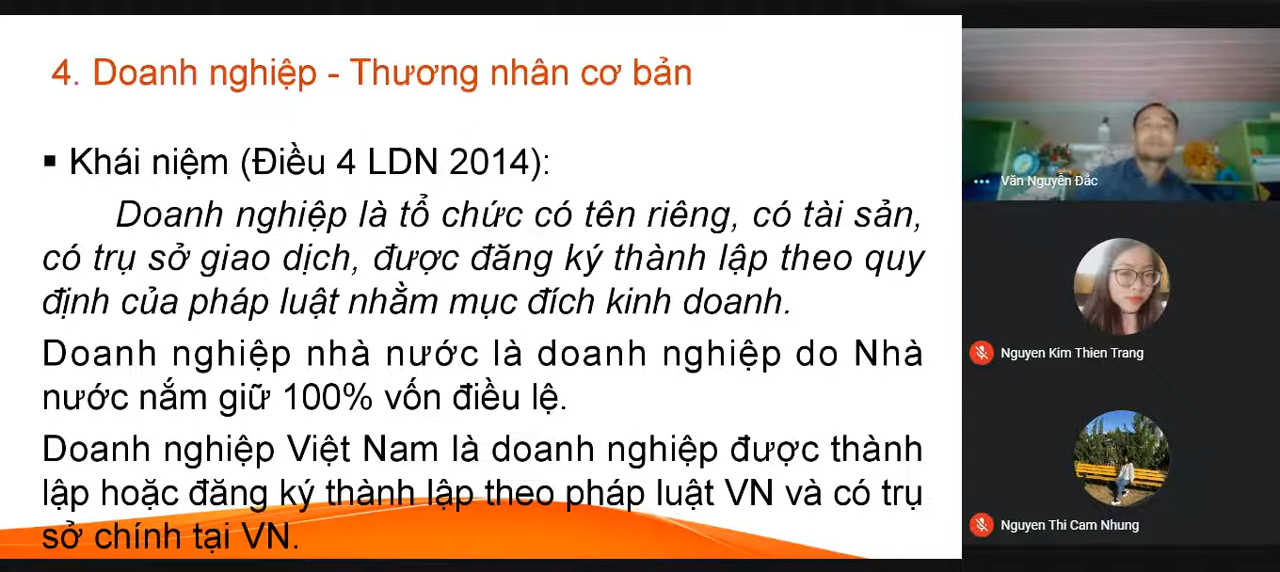 4. Doanh nghiệp - Thương nhân cơ bản
▪ Khái niệm (Điều 4 LDN 2014):
Doanh nghiệp là tổ chức có tên riêng, có tài sản,
có trụ sở giao dịch, được đăng ký thành lập theo quy
định của pháp luật nhằm mục đích kinh doanh.
Doanh nghiệp nhà nước là doanh nghiệp do Nhà
nước nắm giữ 100% vốn điều lệ.
Doanh nghiệp Việt Nam là doanh nghiệp được thành
lập hoặc đăng ký thành lập theo pháp luật VN và có trụ
sở chính tại VN.
Văn Nguyễn Đắc
Nguyen Kim Thien Trang
Nguyen Thi Cam Nhung